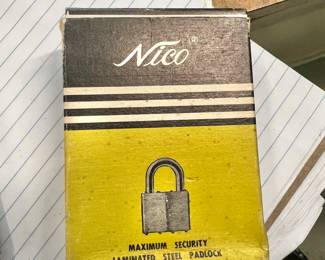 Nico®
MAXIMUM SECURITY
LAMINATED STEEL PADLOCK